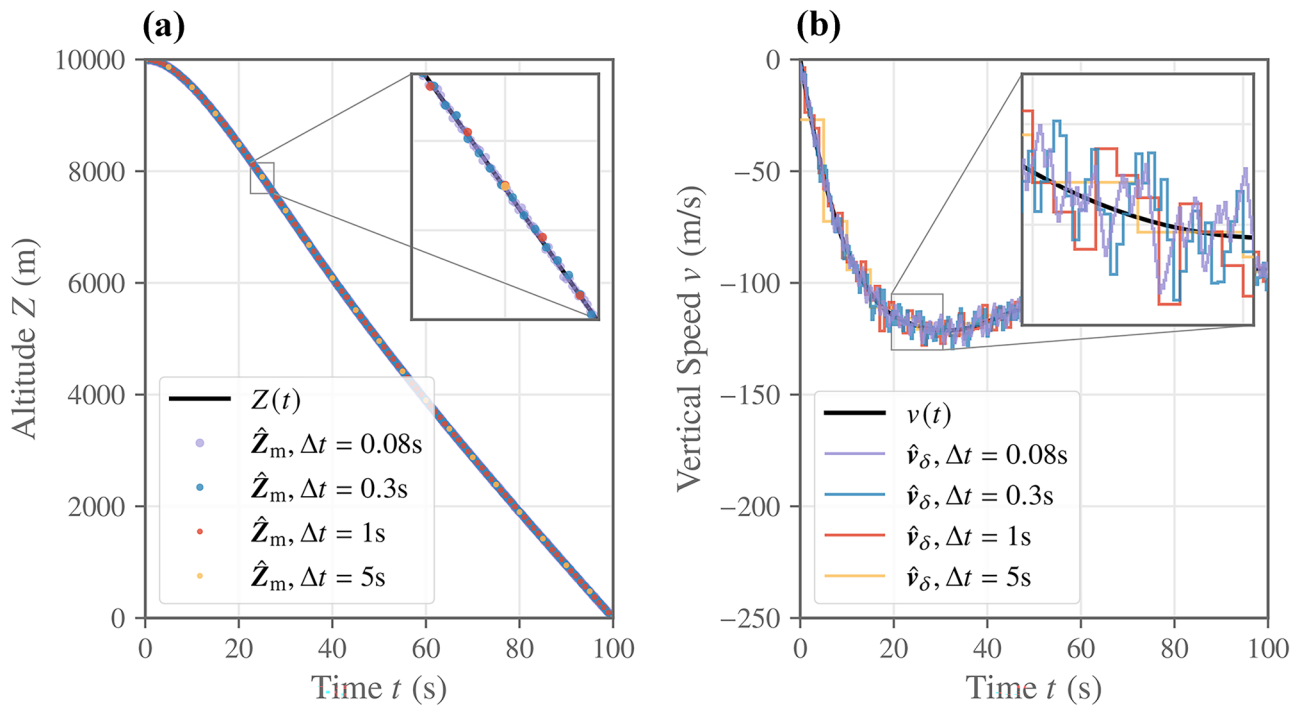 (a)
(b)
10000
8000
6000
4000
2000
0
Altitude Z (m)
Z(t)
Ẑm, Δt = 0.08s
Ẑm, Δt = 0.3s
Ẑm, Δt = 1s
Ẑm, Δt = 5s
0 20 40 60 80 100
Time t (s)
0
−50
−100
−150
−200
−250
Vertical Speed v (m/s)
v(t)
v̂δ, Δt = 0.08s
v̂δ, Δt = 0.3s
v̂δ, Δt = 1s
v̂δ, Δt = 5s
0 20 40 60 80 100
Time t (s)